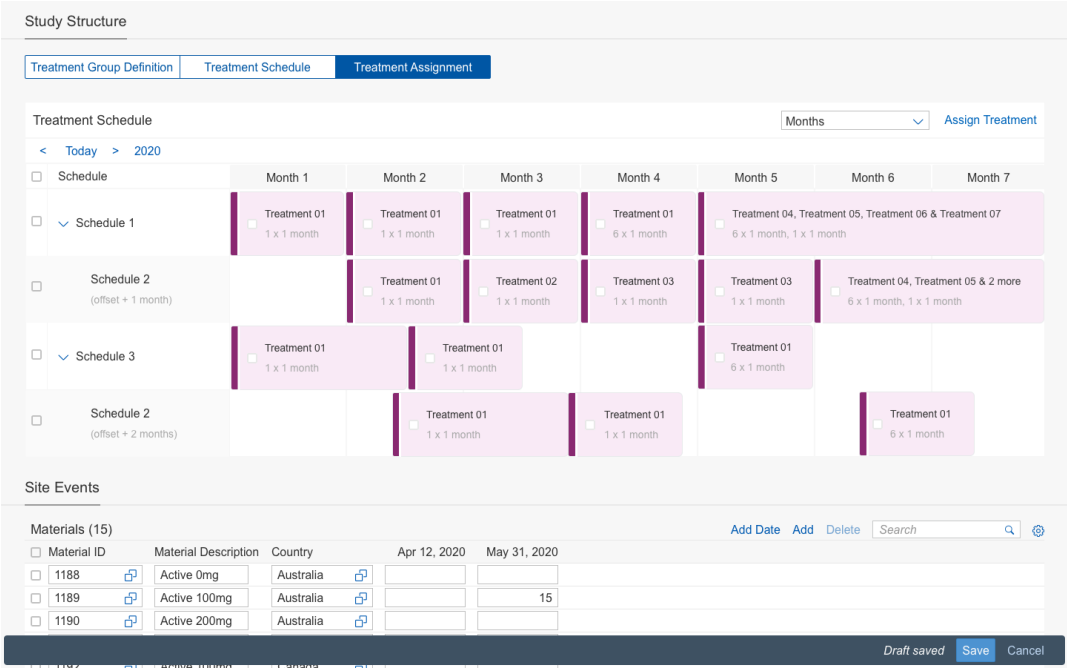 Study Structure
Treatment Group Definition Treatment Schedule Treatment Assignment
Treatment Schedule Months Assign Treatment
< Today > 2020
Schedule Month 1 Month 2 Month 3 Month 4 Month 5 Month 6 Month 7
Schedule 1
Treatment 01 Treatment 01 Treatment 01 Treatment 01 Treatment 04, Treatment 05, Treatment 06 & Treatment 07
1 x 1 month 1 x 1 month 1 x 1 month 6 x 1 month 6 x 1 month, 1 x 1 month
Schedule 2
(offset + 1 month)
Treatment 01 Treatment 02 Treatment 03 Treatment 03 Treatment 04, Treatment 05 & 2 more
1 x 1 month 1 x 1 month 1 x 1 month 1 x 1 month 6 x 1 month, 1 x 1 month
Schedule 3
Treatment 01 Treatment 01 Treatment 01
1 x 1 month 1 x 1 month 6 x 1 month
Schedule 2
(offset + 2 months)
Treatment 01 Treatment 01 Treatment 01
1 x 1 month 1 x 1 month 6 x 1 month
Site Events
Materials (15) Add Date Add Delete Search
Material ID Material Description Country Apr 12, 2020 May 31, 2020
1188 Active 0mg Australia
1189 Active 100mg Australia 15
1190 Active 200mg Australia
Draft saved Save Cancel